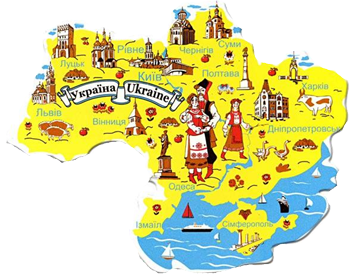 Суми
Чернігів
Рівне
Луцьк
Київ
Полтава
Харків
Україна Ukraine
Львів
Вінниця
Дніпропетровськ
Одеса
Ізмаїл
Сімферополь